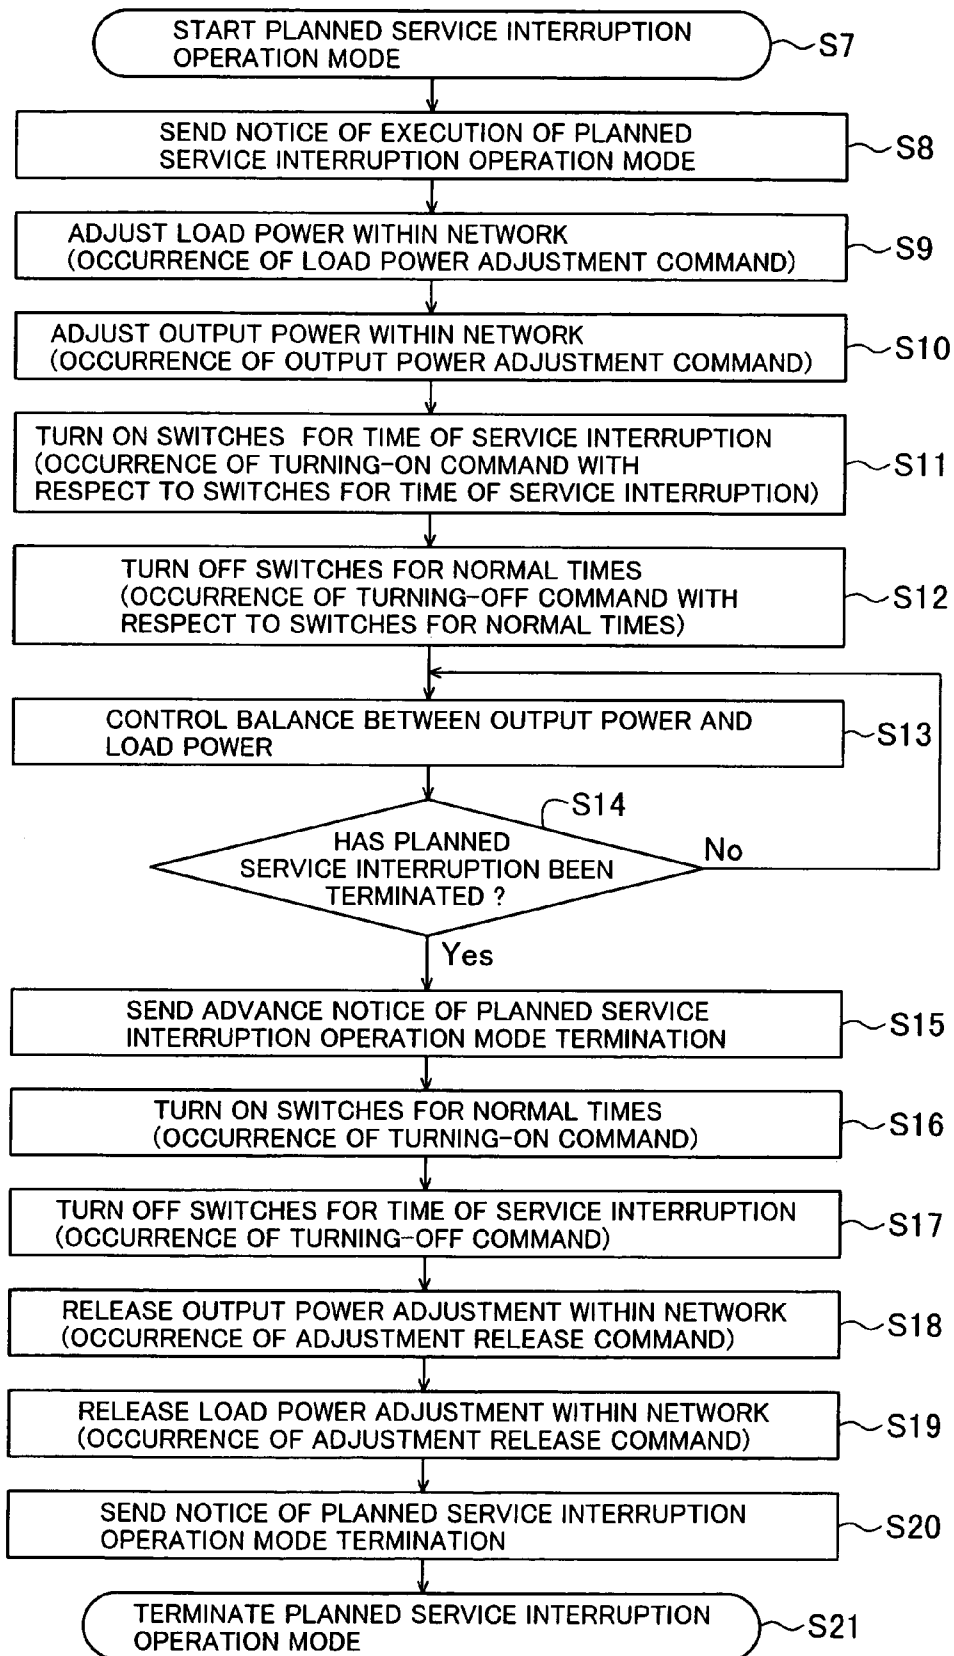 START PLANNED SERVICE INTERRUPTION
OPERATION MODE
S7
SEND NOTICE OF EXECUTION OF PLANNED
SERVICE INTERRUPTION OPERATION MODE
S8
ADJUST LOAD POWER WITHIN NETWORK
(OCCURRENCE OF LOAD POWER ADJUSTMENT COMMAND)
S9
ADJUST OUTPUT POWER WITHIN NETWORK
(OCCURRENCE OF OUTPUT POWER ADJUSTMENT COMMAND)
S10
TURN ON SWITCHES FOR TIME OF SERVICE INTERRUPTION
(OCCURRENCE OF TURNING-ON COMMAND WITH
RESPECT TO SWITCHES FOR TIME OF SERVICE INTERRUPTION)
S11
TURN OFF SWITCHES FOR NORMAL TIMES
(OCCURRENCE OF TURNING-OFF COMMAND WITH
RESPECT TO SWITCHES FOR NORMAL TIMES)
S12
CONTROL BALANCE BETWEEN OUTPUT POWER AND
LOAD POWER
S13
S14
HAS PLANNED
SERVICE INTERRUPTION BEEN
TERMINATED ?
No
Yes
SEND ADVANCE NOTICE OF PLANNED SERVICE
INTERRUPTION OPERATION MODE TERMINATION
S15
TURN ON SWITCHES FOR NORMAL TIMES
(OCCURRENCE OF TURNING-ON COMMAND)
S16
TURN OFF SWITCHES FOR TIME OF SERVICE INTERRUPTION
(OCCURRENCE OF TURNING-OFF COMMAND)
S17
RELEASE OUTPUT POWER ADJUSTMENT WITHIN NETWORK
(OCCURRENCE OF ADJUSTMENT RELEASE COMMAND)
S18
RELEASE LOAD POWER ADJUSTMENT WITHIN NETWORK
(OCCURRENCE OF ADJUSTMENT RELEASE COMMAND)
S19
SEND NOTICE OF PLANNED SERVICE INTERRUPTION
OPERATION MODE TERMINATION
S20
TERMINATE PLANNED SERVICE INTERRUPTION
OPERATION MODE
S21